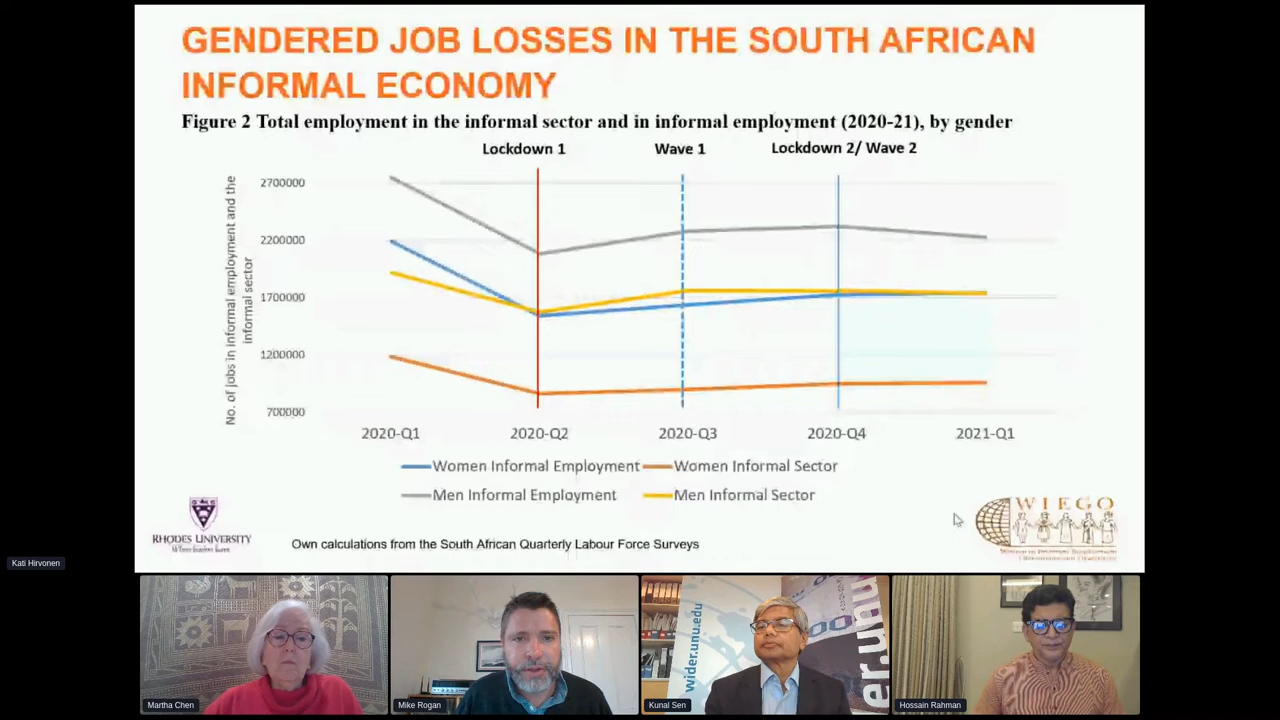 GENDERED JOB LOSSES IN THE SOUTH AFRICAN
INFORMAL ECONOMY
Figure 2 Total employment in the informal sector and in informal employment (2020-21), by gender
Lockdown 1
Wave 1
Lockdown 2/ Wave 2
No. of jobs in informal employment and the
informal sector
2700000
2200000
1700000
1200000
700000
2020-Q1
2020-Q2
2020-Q3
2020-Q4
2021-Q1
Women Informal Employment
Women Informal Sector
Men Informal Employment
Men Informal Sector
RHODES UNIVERSITY
WIEGO
Own calculations from the South African Quarterly Labour Force Surveys
Kati Hirvonen
wider.unu.edu
er.unu
Martha Chen
Mike Rogan
Kunal Sen
Hossain Rahman